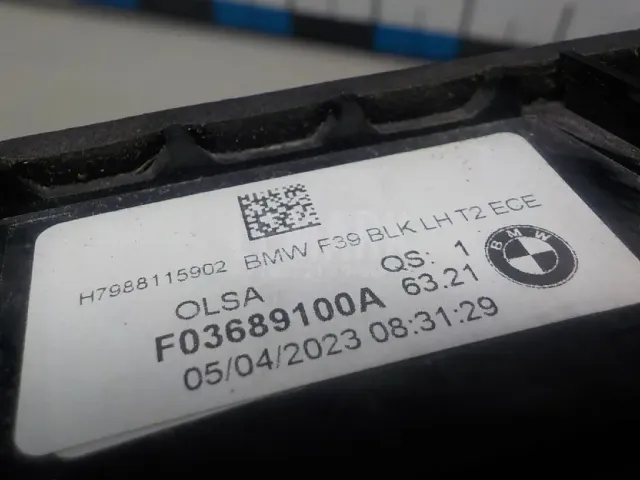 H7988115902 BMW F39 BLK LH T2 ECE
OLSA QS: 1
F03689100A 63.21
05/04/2023 08:31:29
BMW